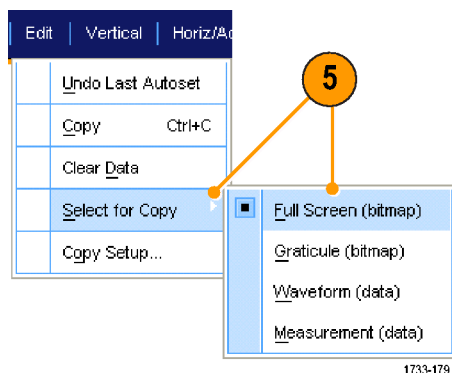 Edit Vertical Horiz/Ac
Undo Last Autoset
Copy Ctrl+C
Clear Data
Select for Copy
Copy Setup...
5
Full Screen (bitmap)
Graticule (bitmap)
Waveform (data)
Measurement (data)
1733-179